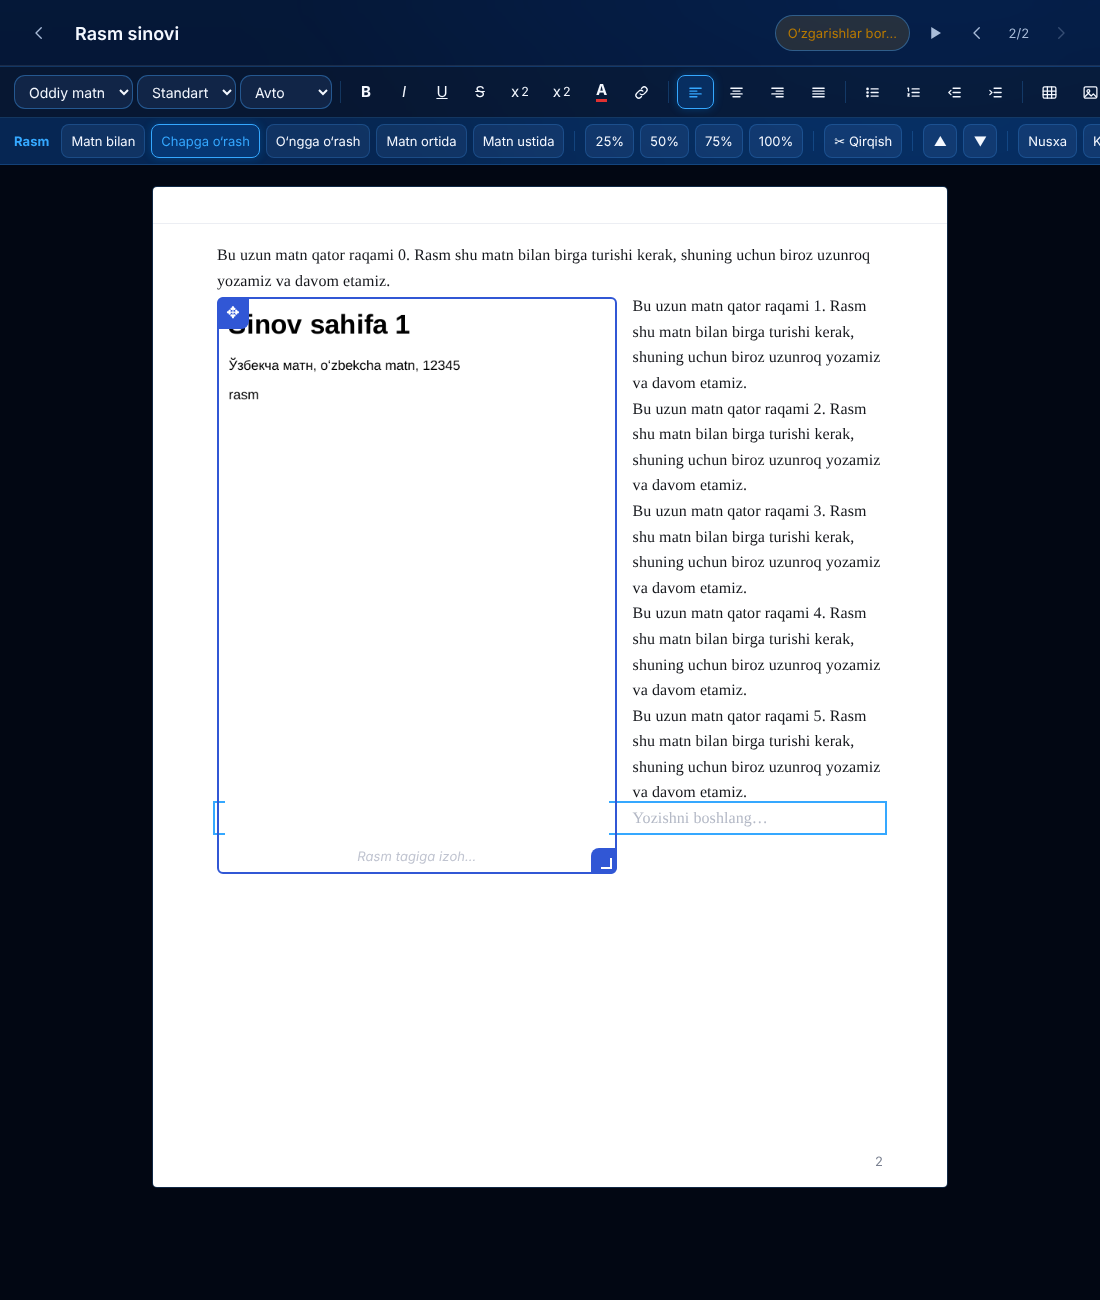 Rasm sinovi
O'zgarishlar bor...
2/2
Oddiy matn
Standart
Avto
B I U S x2 x2 A
Rasm
Matn bilan
Chapga o'rash
O'ngga o'rash
Matn ortida
Matn ustida
25%
50%
75%
100%
✂ Qirqish
▲
▼
Nusxa
Bu uzun matn qator raqami 0. Rasm shu matn bilan birga turishi kerak, shuning uchun biroz uzunroq
yozamiz va davom etamiz.
Sinov sahifa 1
Ўзбекча матн, o'zbekcha matn, 12345
rasm
Rasm tagiga izoh...
Bu uzun matn qator raqami 1. Rasm
shu matn bilan birga turishi kerak,
shuning uchun biroz uzunroq yozamiz
va davom etamiz.
Bu uzun matn qator raqami 2. Rasm
shu matn bilan birga turishi kerak,
shuning uchun biroz uzunroq yozamiz
va davom etamiz.
Bu uzun matn qator raqami 3. Rasm
shu matn bilan birga turishi kerak,
shuning uchun biroz uzunroq yozamiz
va davom etamiz.
Bu uzun matn qator raqami 4. Rasm
shu matn bilan birga turishi kerak,
shuning uchun biroz uzunroq yozamiz
va davom etamiz.
Bu uzun matn qator raqami 5. Rasm
shu matn bilan birga turishi kerak,
shuning uchun biroz uzunroq yozamiz
va davom etamiz.
Yozishni boshlang...
2